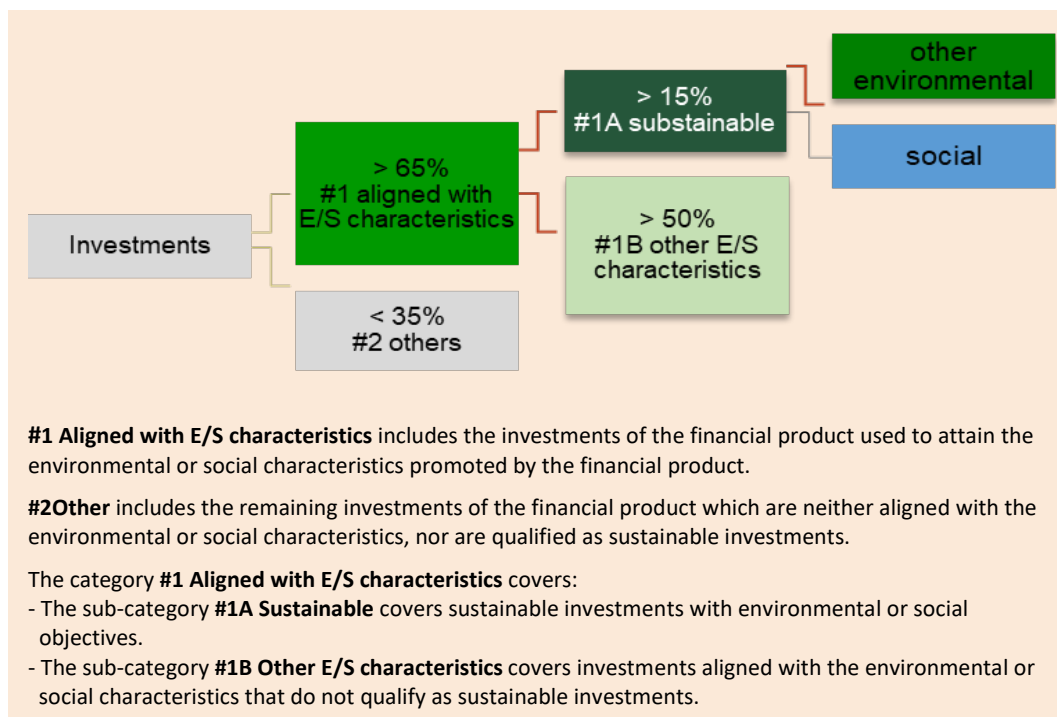 other
environmental
> 15%
#1A substainable
social
> 65%
#1 aligned with
E/S characteristics
> 50%
#1B other E/S
characteristics
Investments
< 35%
#2 others
#1 Aligned with E/S characteristics includes the investments of the financial product used to attain the
environmental or social characteristics promoted by the financial product.
#2Other includes the remaining investments of the financial product which are neither aligned with the
environmental or social characteristics, nor are qualified as sustainable investments.
The category #1 Aligned with E/S characteristics covers:
- The sub-category #1A Sustainable covers sustainable investments with environmental or social
objectives.
- The sub-category #1B Other E/S characteristics covers investments aligned with the environmental or
social characteristics that do not qualify as sustainable investments.